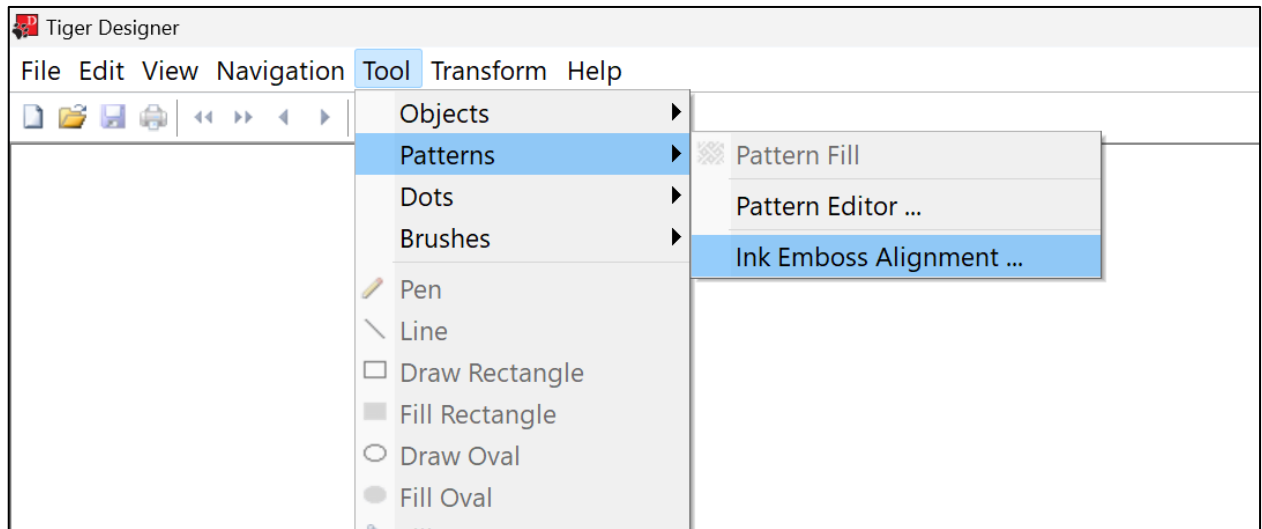 Tiger Designer
File Edit View Navigation Tool Transform Help
Objects
Patterns
Dots
Brushes
Pen
Line
Draw Rectangle
Fill Rectangle
Draw Oval
Fill Oval
Pattern Fill
Pattern Editor ...
Ink Emboss Alignment ...